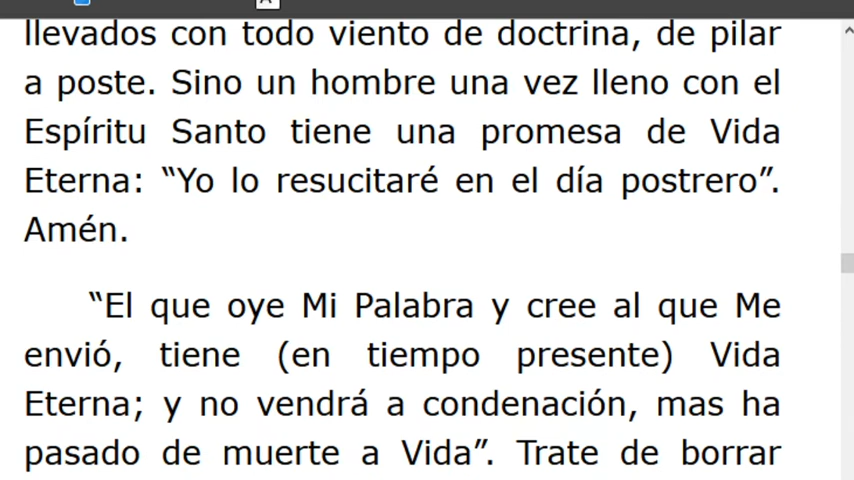 llevados con todo viento de doctrina, de pilar
a poste. Sino un hombre una vez lleno con el
Espíritu Santo tiene una promesa de Vida
Eterna: “Yo lo resucitaré en el día postrero”.
Amén.
“El que oye Mi Palabra y cree al que Me
envió, tiene (en tiempo presente) Vida
Eterna; y no vendrá a condenación, mas ha
pasado de muerte a Vida”. Trate de borrar